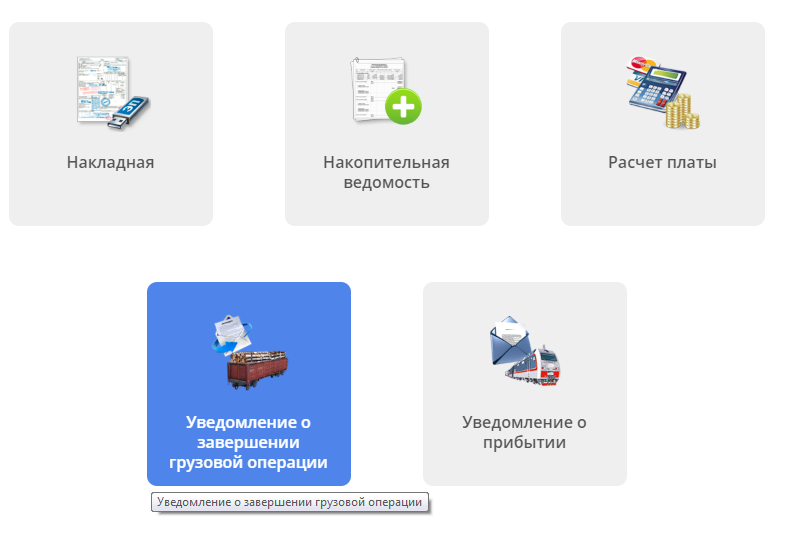 Накладная
Накопительная
ведомость
Расчет платы
Уведомление о
завершении
грузовой операции
Уведомление о
прибытии
Уведомление о завершении грузовой операции